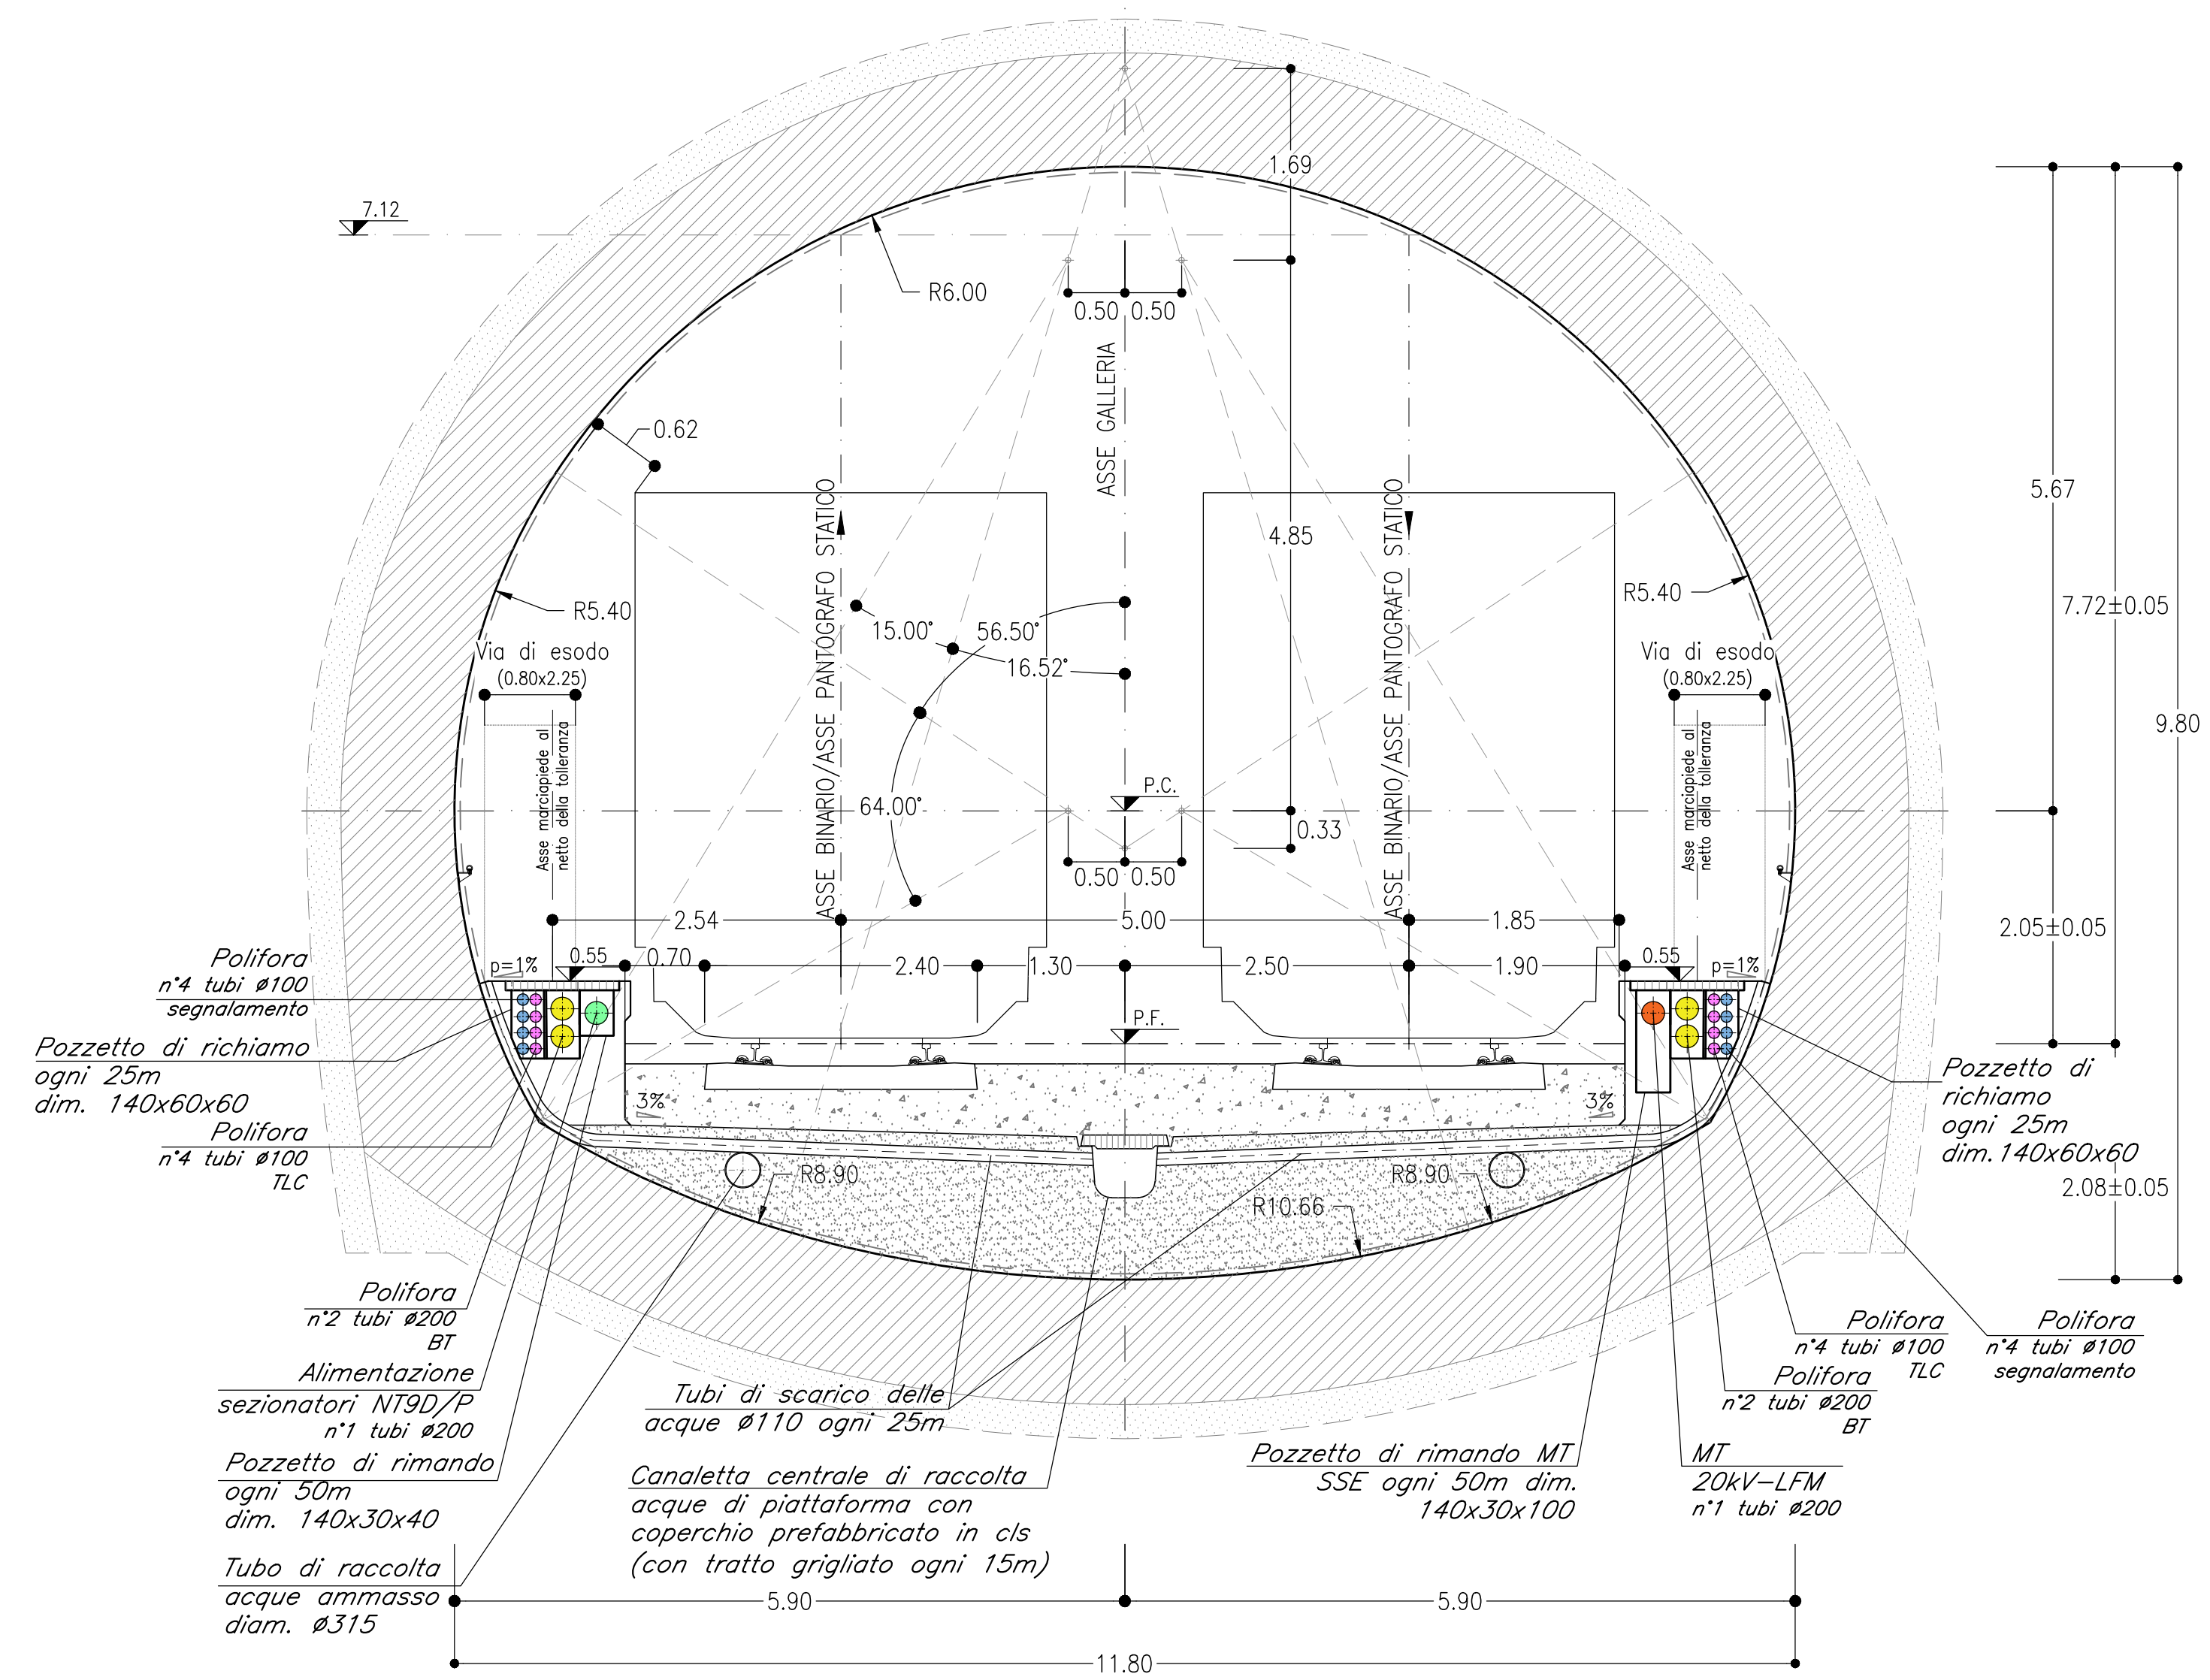 1.69
7.12
R6.00
0.50 0.50
ASSE GALLERIA
0.62
5.67
ASSE BINARIO/ASSE PANTOGRAFO STATICO
ASSE BINARIO/ASSE PANTOGRAFO STATICO
4.85
R5.40
R5.40
7.72±0.05
15.00°
56.50°
16.52°
Via di esodo
(0.80x2.25)
Via di esodo
(0.80x2.25)
9.80
Asse marciapiede al
netto della tolleranza
Asse marciapiede al
netto della tolleranza
P.C.
64.00°
0.33
0.50 0.50
2.54
5.00
1.85
2.05±0.05
Polifora
n°4 tubi ø100
segnalamento
p=1%
0.55
0.70
2.40
1.30
2.50
1.90
0.55
p=1%
P.F.
Pozzetto di richiamo
ogni 25m
dim. 140x60x60
3%
3%
Pozzetto di
richiamo
ogni 25m
dim.140x60x60
Polifora
n°4 tubi ø100
TLC
R8.90
R8.90
R10.66
2.08±0.05
Polifora
n°2 tubi ø200
BT
Polifora
n°4 tubi ø100
TLC
Polifora
n°4 tubi ø100
segnalamento
Alimentazione
sezionatori NT9D/P
n°1 tubi ø200
Tubi di scarico delle
acque ø110 ogni 25m
Polifora
n°2 tubi ø200
BT
Pozzetto di rimando
ogni 50m
dim. 140x30x40
Canaletta centrale di raccolta
acque di piattaforma con
coperchio prefabbricato in cls
(con tratto grigliato ogni 15m)
Pozzetto di rimando MT
SSE ogni 50m dim.
140x30x100
MT
20kV-LFM
n°1 tubi ø200
Tubo di raccolta
acque ammasso
diam. ø315
5.90
5.90
11.80